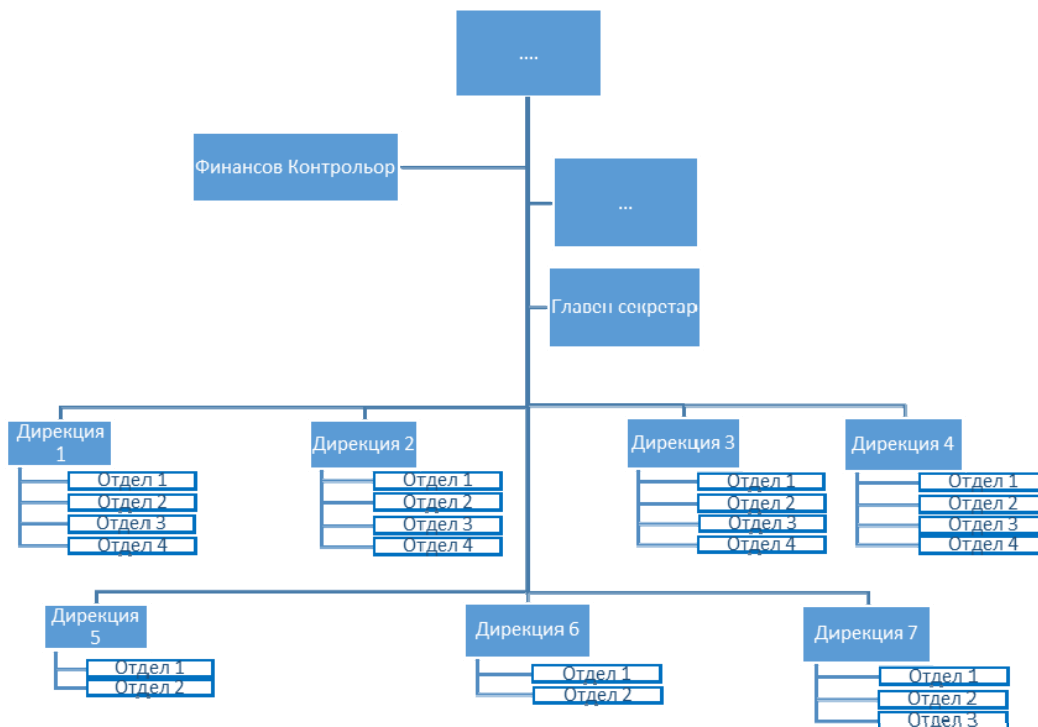 ....
Финансов Контрольор
...
Главен секретар
Дирекция
1
Отдел 1
Отдел 2
Отдел 3
Отдел 4
Дирекция 2
Отдел 1
Отдел 2
Отдел 3
Отдел 4
Дирекция 3
Отдел 1
Отдел 2
Отдел 3
Отдел 4
Дирекция 4
Отдел 1
Отдел 2
Отдел 3
Отдел 4
Дирекция
5
Отдел 1
Отдел 2
Дирекция 6
Отдел 1
Отдел 2
Дирекция 7
Отдел 1
Отдел 2
Отдел 3